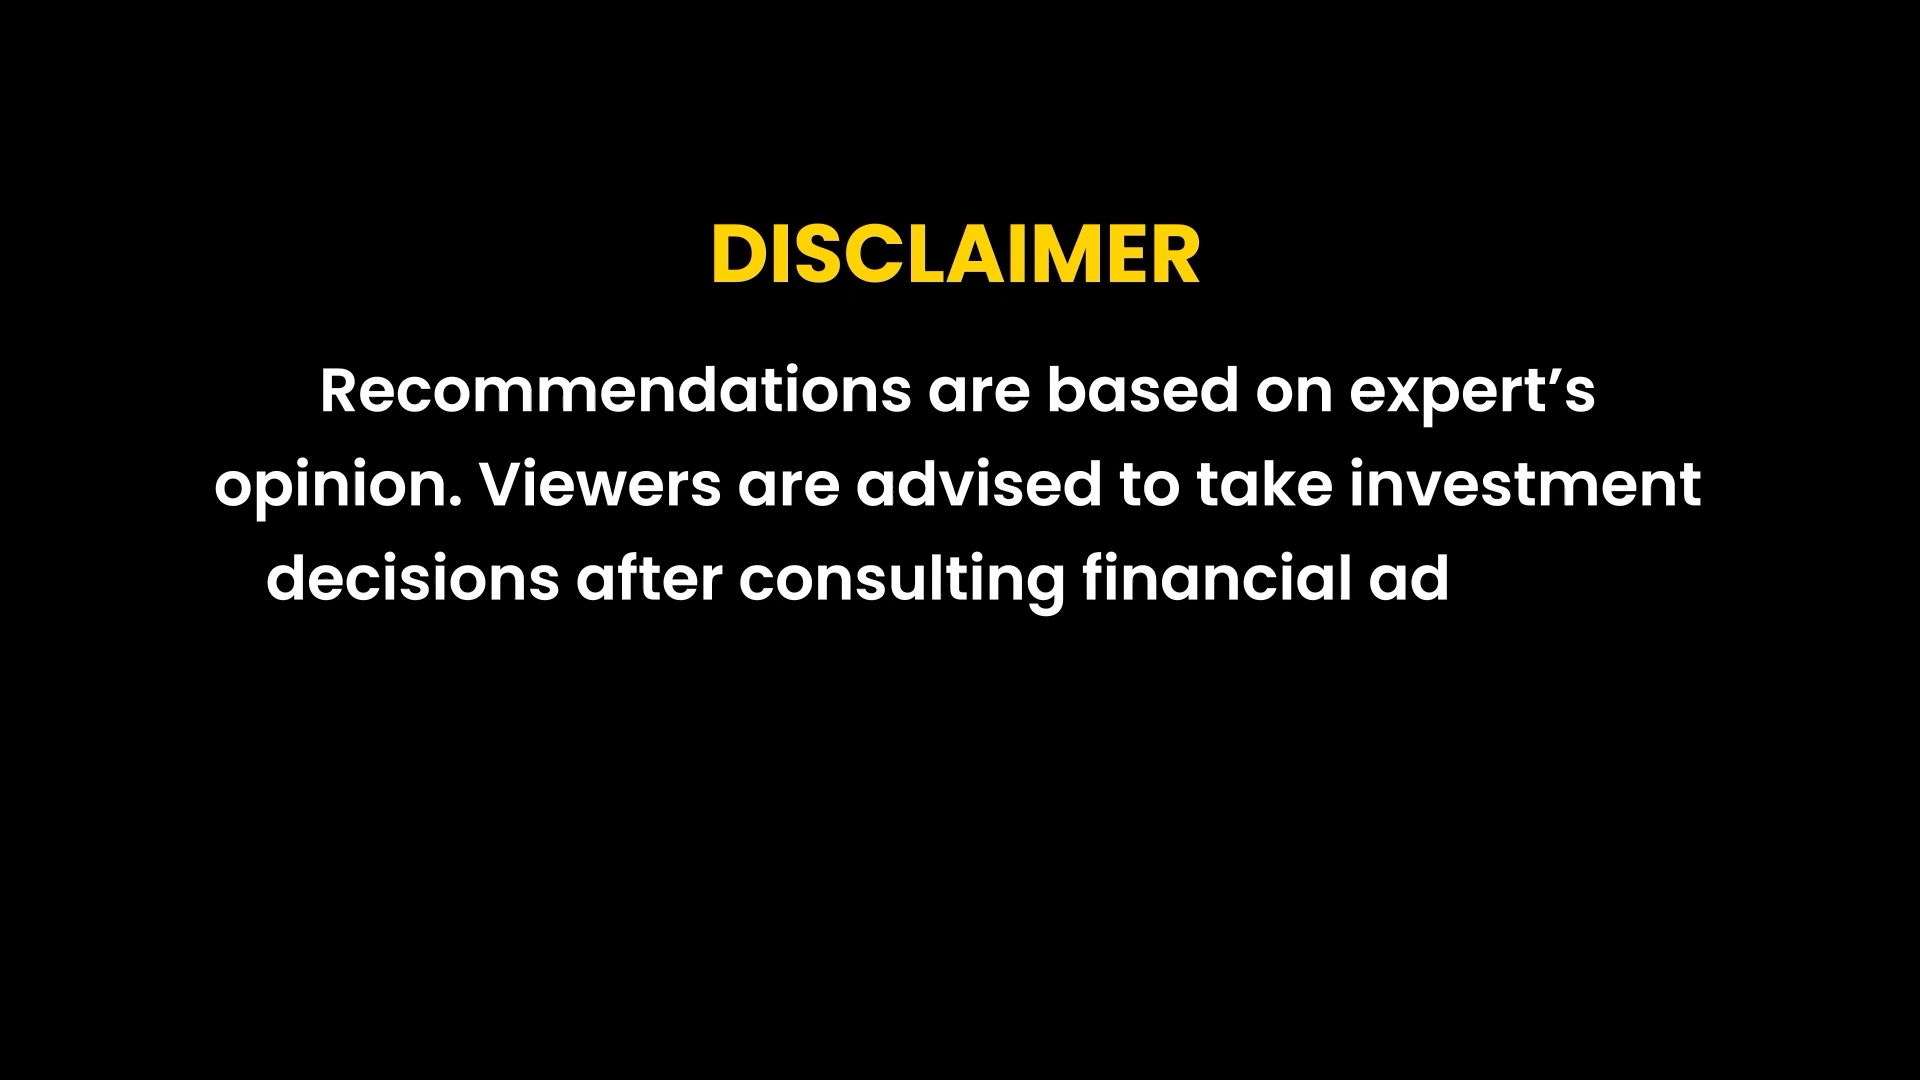 DISCLAIMER
Recommendations are based on expert’s
opinion. Viewers are advised to take investment
decisions after consulting financial ad